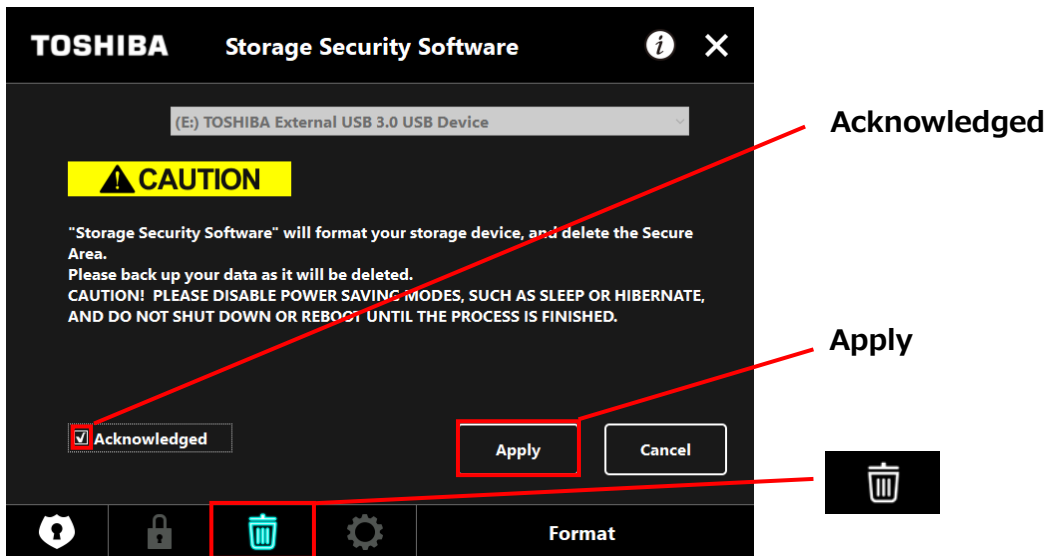 TOSHIBA Storage Security Software
(E:) TOSHIBA External USB 3.0 USB Device
Acknowledged
CAUTION
"Storage Security Software" will format your storage device, and delete the Secure
Area.
Please back up your data as it will be deleted.
CAUTION!  PLEASE DISABLE POWER SAVING MODES, SUCH AS SLEEP OR HIBERNATE,
AND DO NOT SHUT DOWN OR REBOOT UNTIL THE PROCESS IS FINISHED.
Apply
Acknowledged
Apply
Cancel
Format